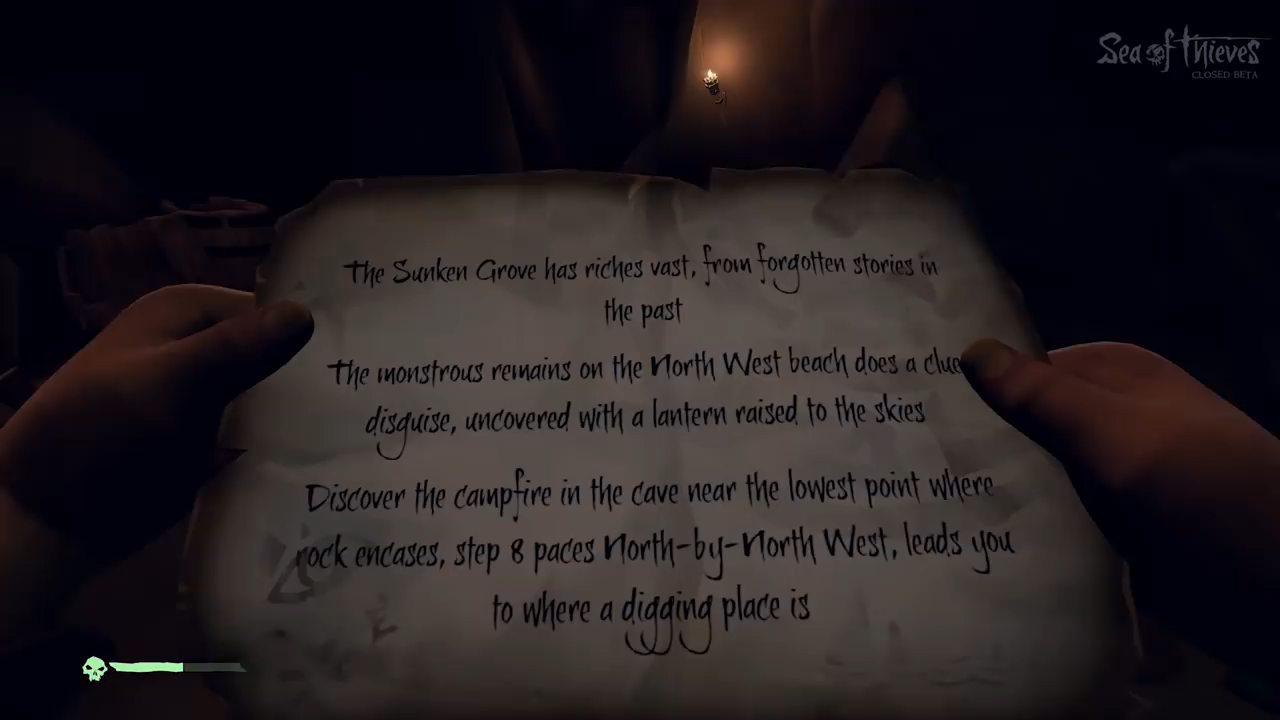 Sea of Thieves
CLOSED BETA
The Sunken Grove has riches vast, from forgotten stories in
the past
The monstrous remains on the North West beach does a clue
disguise, uncovered with a lantern raised to the skies
Discover the campfire in the cave near the lowest point where
rock encases, step 8 paces North-by-North West, leads you
to where a digging place is